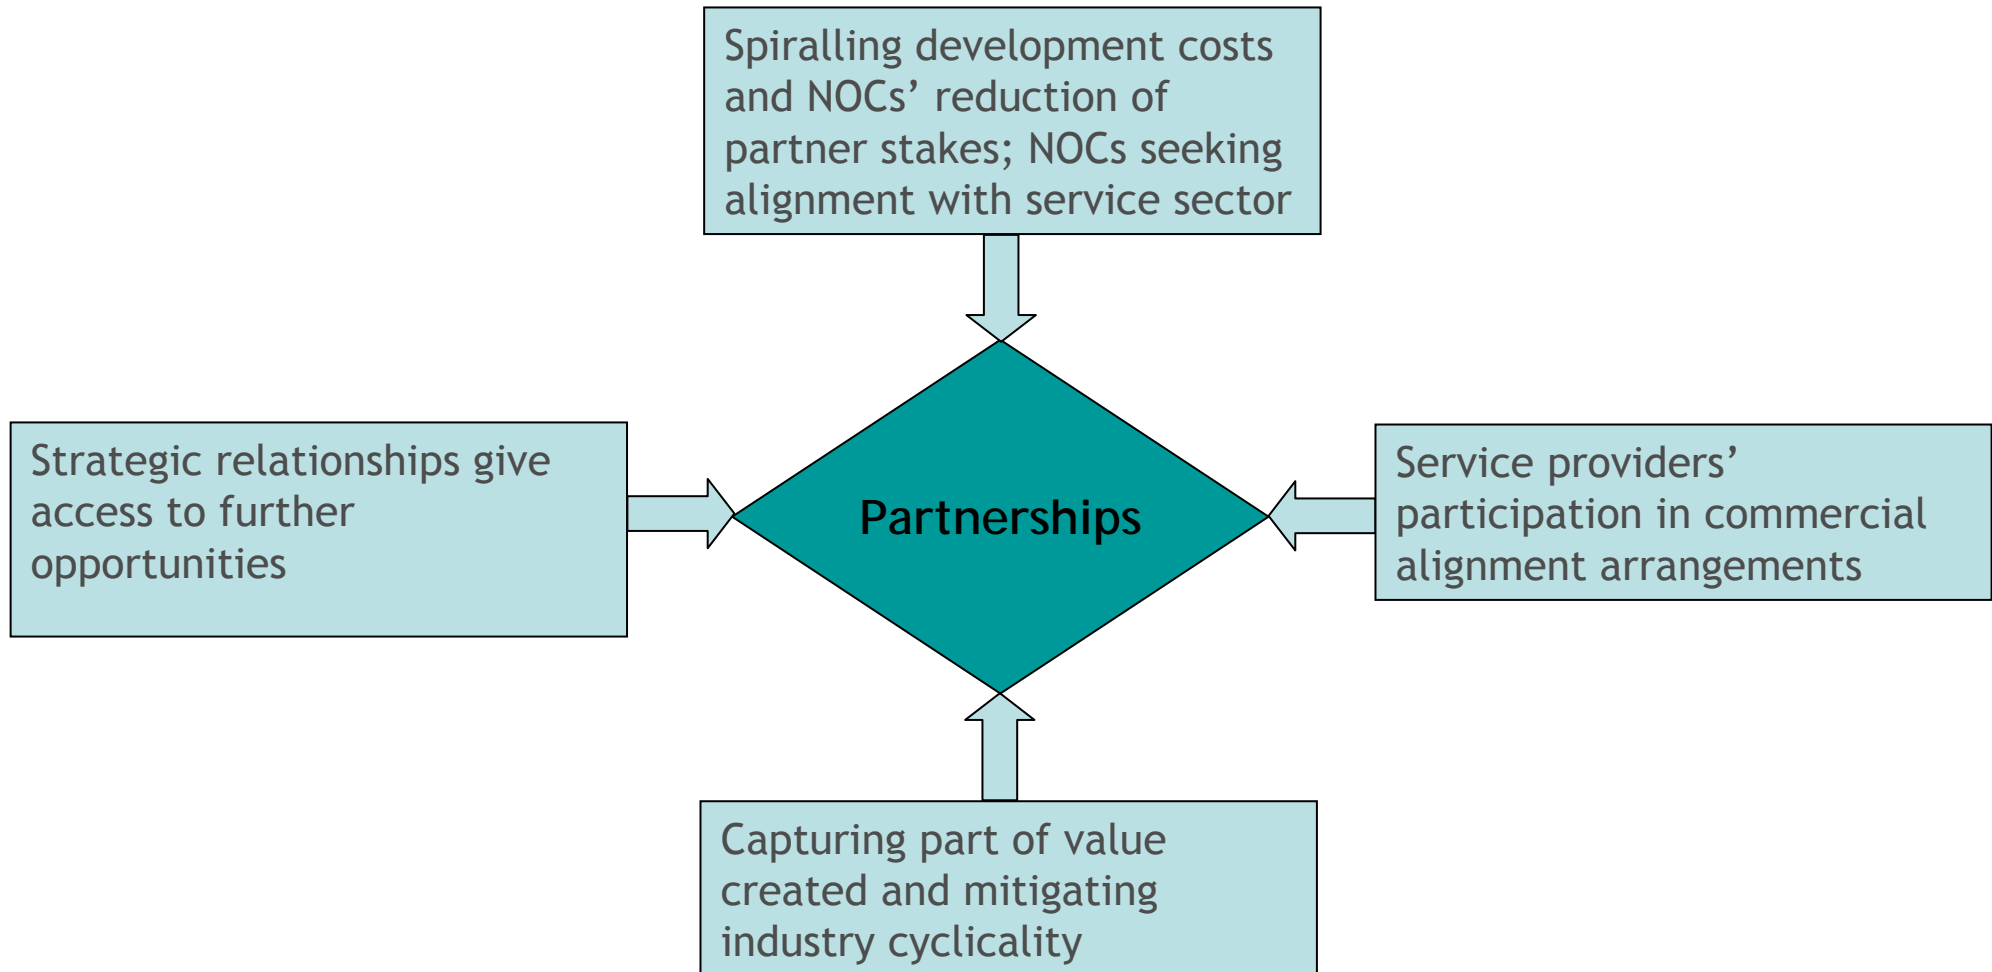 Spiralling development costs
and NOCs’ reduction of
partner stakes; NOCs seeking
alignment with service sector
Strategic relationships give
access to further
opportunities
Partnerships
Service providers’
participation in commercial
alignment arrangements
Capturing part of value
created and mitigating
industry cyclicality